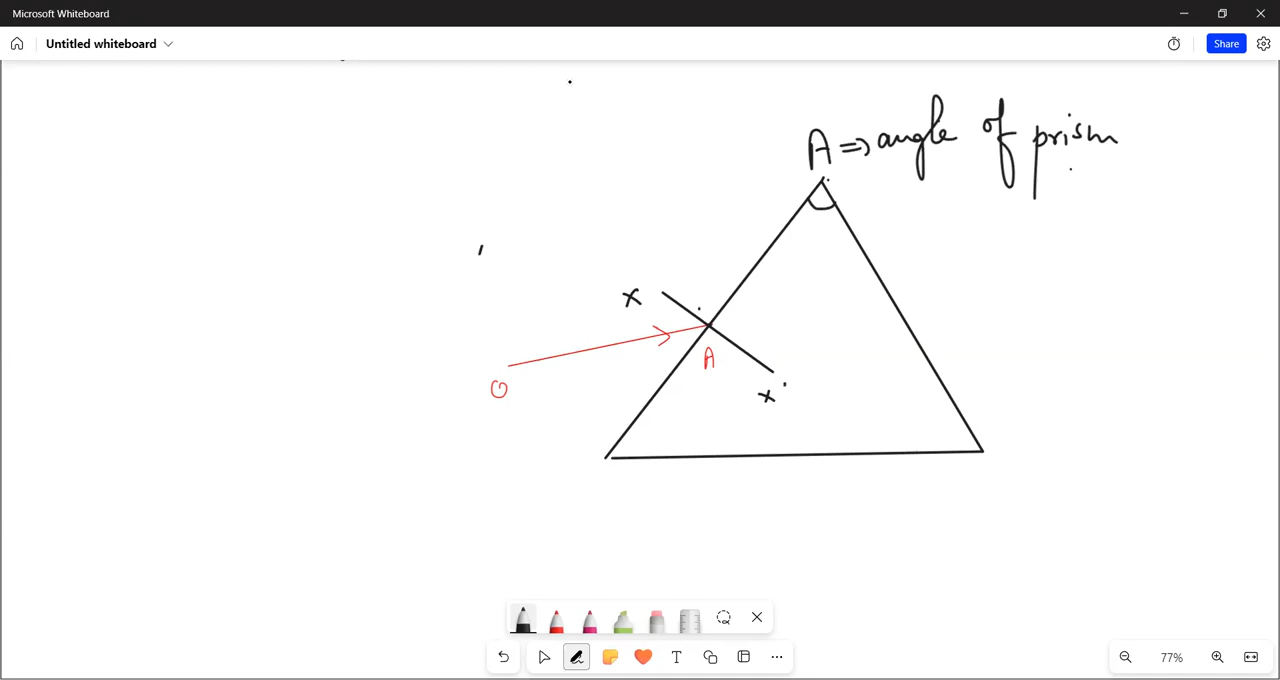 Microsoft Whiteboard
Untitled whiteboard
Share
A => angle of prism
X
O
A
x'
77%